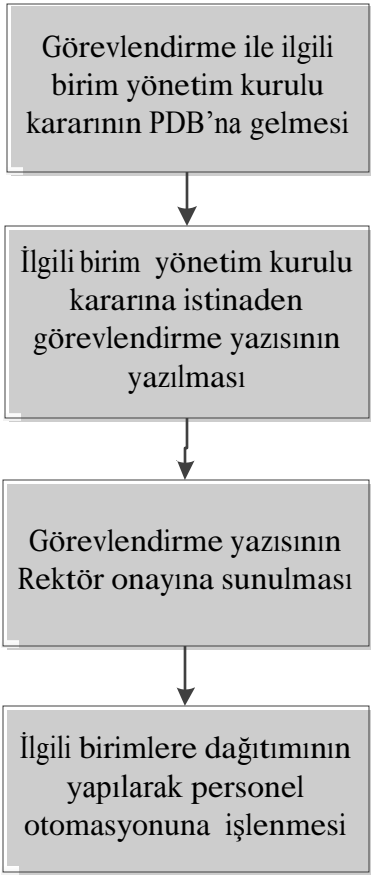 Görevlendirme ile ilgili
birim yönetim kurulu
kararının PDB’na gelmesi
İlgili birim yönetim kurulu
kararına istinaden
görevlendirme yazısının
yazılması
Görevlendirme yazısının
Rektör onayına sunulması
İlgili birimlere dağıtımının
yapılarak personel
otomasyonuna işlenmesi